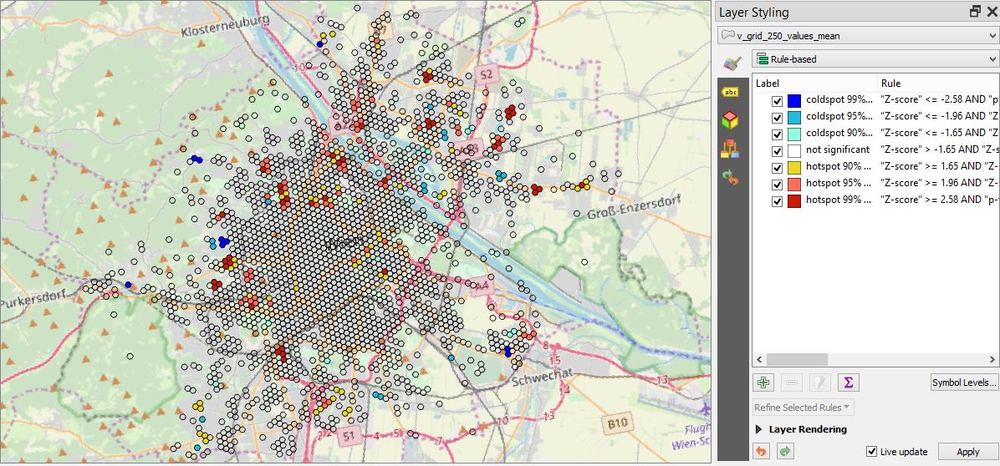 Klosterneuburg
10
S2
Purkersdorf
Groß-Enzersdorf
A4
8
15
Schwechat
14
13
13
10
S1
4
5
B10
Flugh
Wien-Sc
Layer Styling
v_grid_250_values_mean
Rule-based
abc
Label Rule
coldspot 99%... "Z-score" <= -2.58 AND "p-
coldspot 95%... "Z-score" <= -1.96 AND "Z
coldspot 90%... "Z-score" <= -1.65 AND "Z
not significant "Z-score" > -1.65 AND "Z-s
hotspot 90% ... "Z-score" >= 1.65 AND "Z-
hotspot 95% ... "Z-score" >= 1.96 AND "Z-
hotspot 99% ... "Z-score" >= 2.58 AND "p-
Σ
Symbol Levels...
Refine Selected Rules
Layer Rendering
Live update
Apply